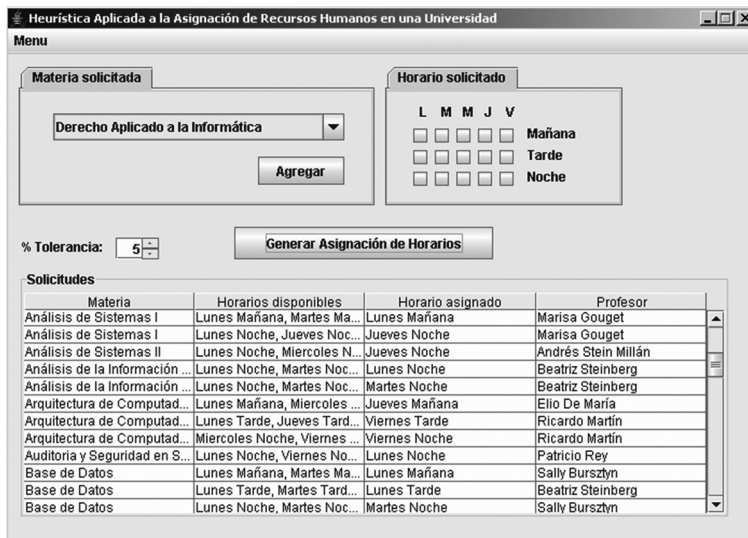 Heurística Aplicada a la Asignación de Recursos Humanos en una Universidad
Menu
Materia solicitada
Horario solicitado
Derecho Aplicado a la Informática
Agregar
L M M J V
Mañana
Tarde
Noche
% Tolerancia: 5
Generar Asignación de Horarios
Solicitudes
Materia Horarios disponibles Horario asignado Profesor
Análisis de Sistemas I Lunes Mañana, Martes Ma... Lunes Mañana Marisa Gouget
Análisis de Sistemas I Lunes Noche, Jueves Noc... Jueves Noche Marisa Gouget
Análisis de Sistemas II Lunes Noche, Miercoles N... Jueves Noche Andrés Stein Millán
Análisis de la Información ... Lunes Noche, Martes Noc... Lunes Noche Beatriz Steinberg
Análisis de la Información ... Lunes Noche, Martes Noc... Martes Noche Beatriz Steinberg
Arquitectura de Computad... Lunes Mañana, Miercoles ... Jueves Mañana Elio De María
Arquitectura de Computad... Lunes Tarde, Jueves Tard... Viernes Tarde Ricardo Martín
Arquitectura de Computad... Miercoles Noche, Viernes ... Viernes Noche Ricardo Martín
Auditoria y Seguridad en S... Lunes Noche, Viernes No... Lunes Noche Patricio Rey
Base de Datos Lunes Mañana, Martes Ma... Lunes Mañana Sally Bursztyn
Base de Datos Lunes Tarde, Martes Tard... Lunes Tarde Beatriz Steinberg
Base de Datos Lunes Noche, Martes Noc... Martes Noche Sally Bursztyn